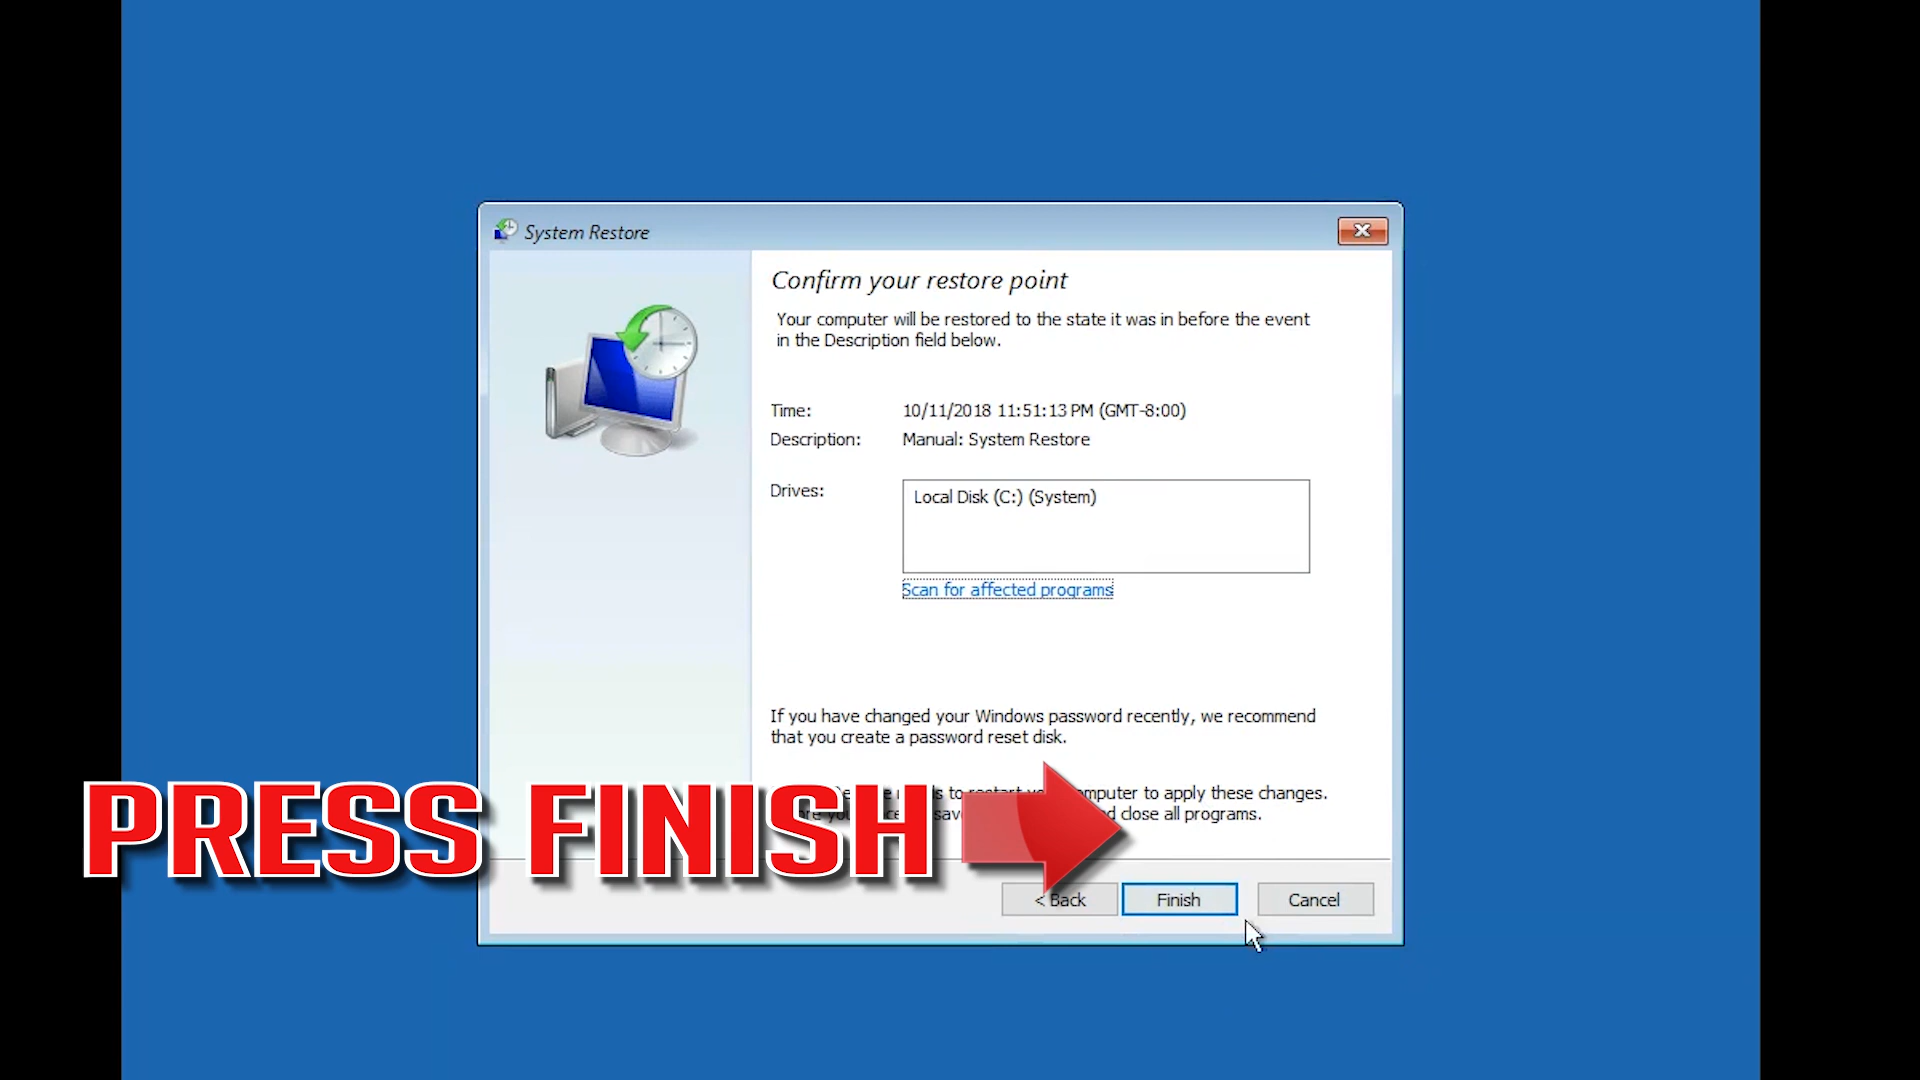 System Restore
Confirm your restore point
Your computer will be restored to the state it was in before the event
in the Description field below.
Time: 10/11/2018 11:51:13 PM (GMT-8:00)
Description: Manual: System Restore
Drives: Local Disk (C:) (System)
Scan for affected programs
If you have changed your Windows password recently, we recommend
that you create a password reset disk.
to restart computer to apply these changes.
close all programs.
PRESS FINISH
< Back Finish Cancel